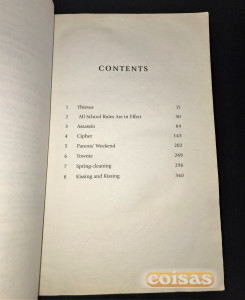 CONTENTS
1 Thieves 11
2 All School Rules Are in Effect 50
3 Assassin 84
4 Cipher 143
5 Parents' Weekend 202
6 Townie 249
7 Spring-cleaning 296
8 Kissing and Kissing 340
coisas